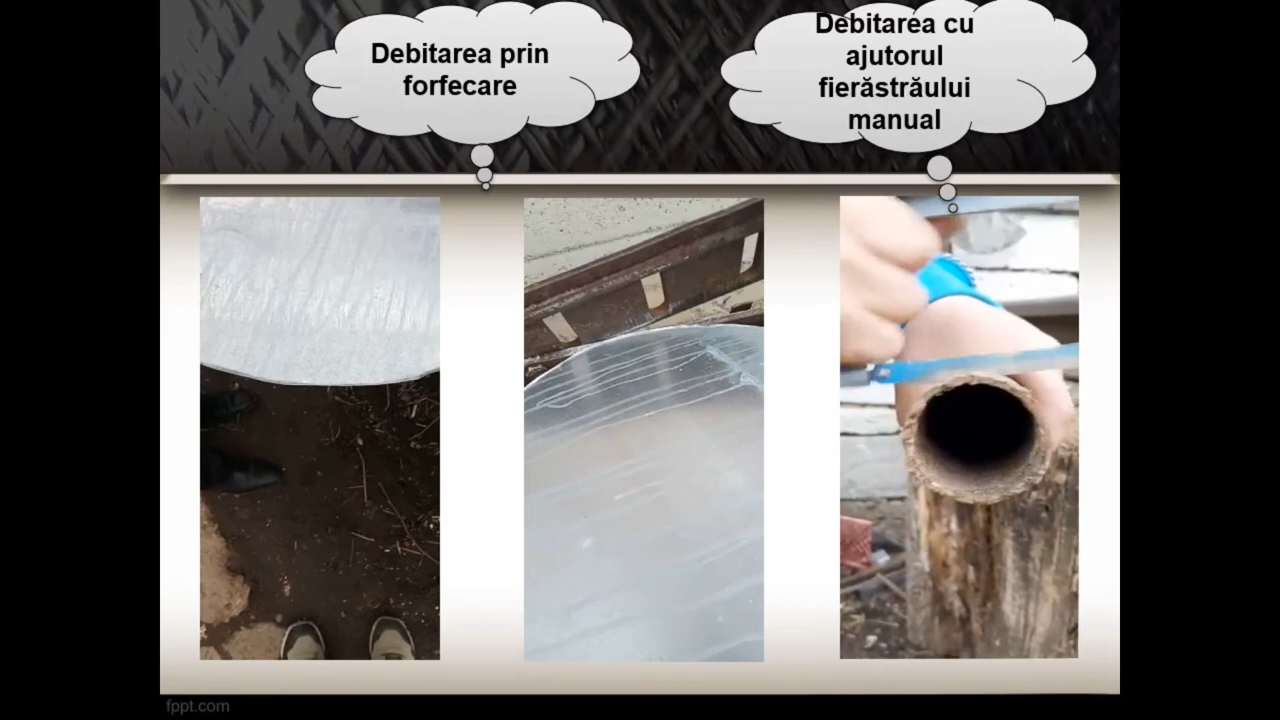 Debitarea prin
forfecare
Debitarea cu
ajutorul
fierăstrăului
manual
fppt.com